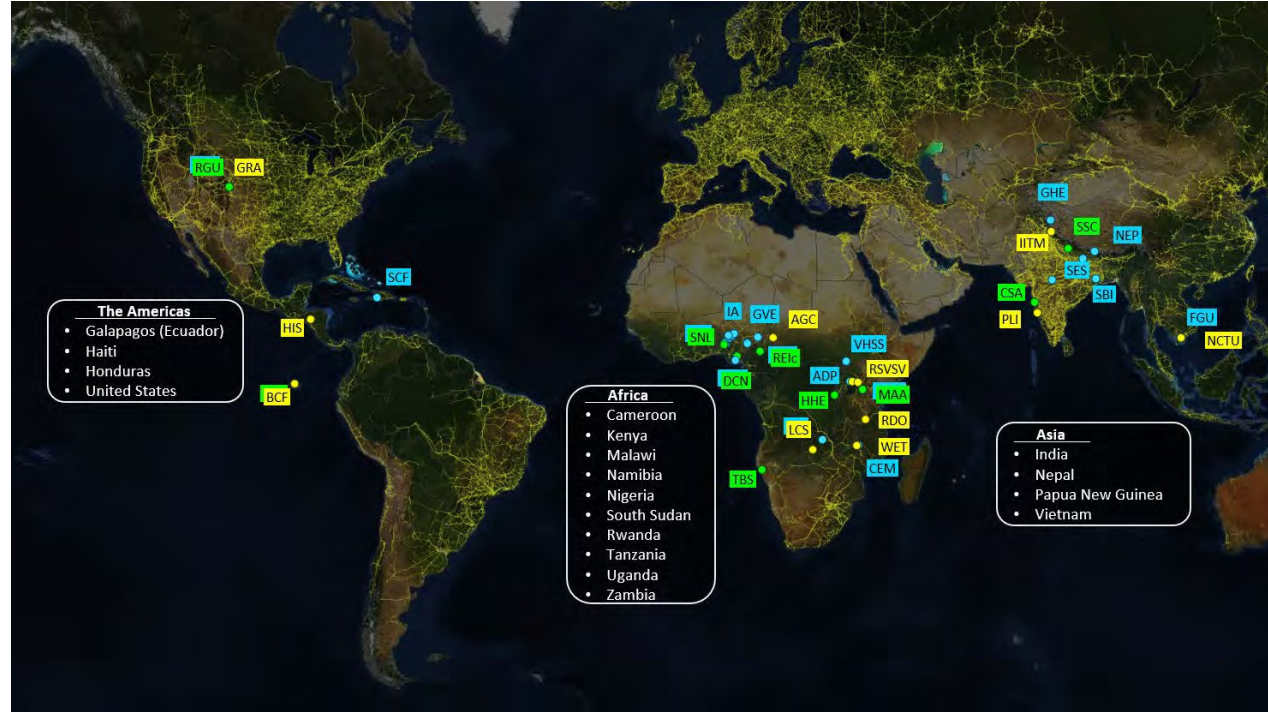 RGU GRA
GHE
SSC
IITM
NEP
SCF
SES
CSA
SBI
The Americas
• Galapagos (Ecuador)
• Haiti
• Honduras
• United States
HIS
IA GVE AGC
PLI
FGU
SNL
NCTU
VHSS
REIc
RSVSV
DCN
ADP
BCF
HHE
MAA
Africa
• Cameroon
• Kenya
• Malawi
• Namibia
• Nigeria
• South Sudan
• Rwanda
• Tanzania
• Uganda
• Zambia
LCS
RDO
WET
CEM
TBS
Asia
• India
• Nepal
• Papua New Guinea
• Vietnam